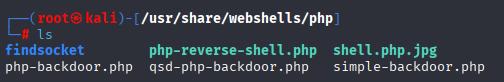 ┌──(root㉿kali)-[/usr/share/webshells/php]
└─# ls
findsocket php-reverse-shell.php shell.php.jpg
php-backdoor.php qsd-php-backdoor.php simple-backdoor.php